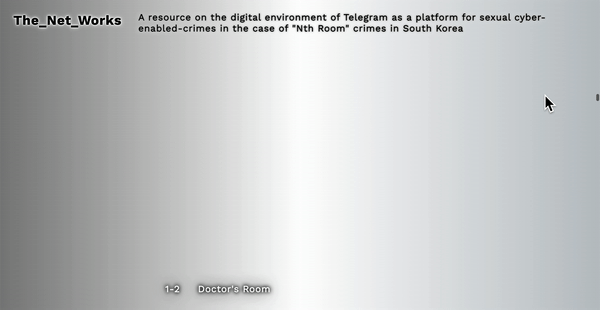 The_Net_Works
A resource on the digital environment of Telegram as a platform for sexual cyber-
enabled-crimes in the case of "Nth Room" crimes in South Korea
1-2 Doctor's Room